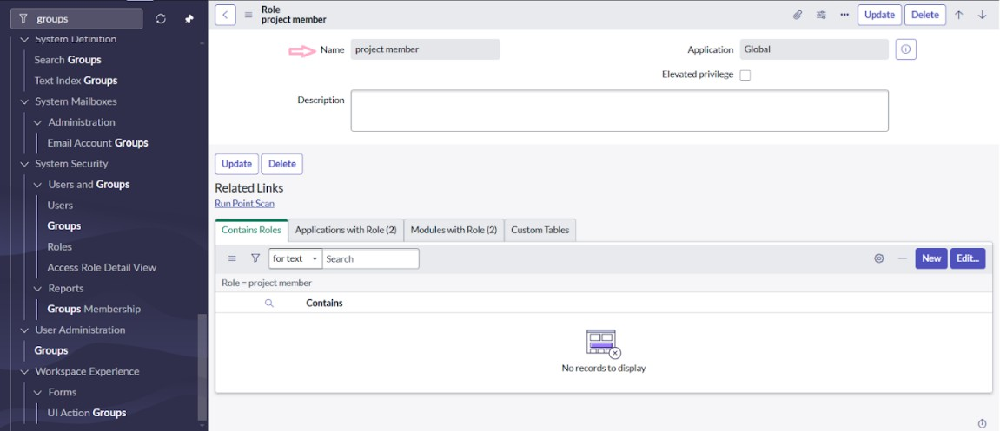 groups
System Definition
Search Groups
Text Index Groups
System Mailboxes
Administration
Email Account Groups
System Security
Users and Groups
Users
Groups
Roles
Access Role Detail View
Reports
Groups Membership
User Administration
Groups
Workspace Experience
Forms
UI Action Groups
Role
project member
Update Delete
Name project member
Application Global
Elevated privilege
Description
Update Delete
Related Links
Run Point Scan
Contains Roles Applications with Role (2) Modules with Role (2) Custom Tables
for text Search New Edit...
Role = project member
Contains
No records to display